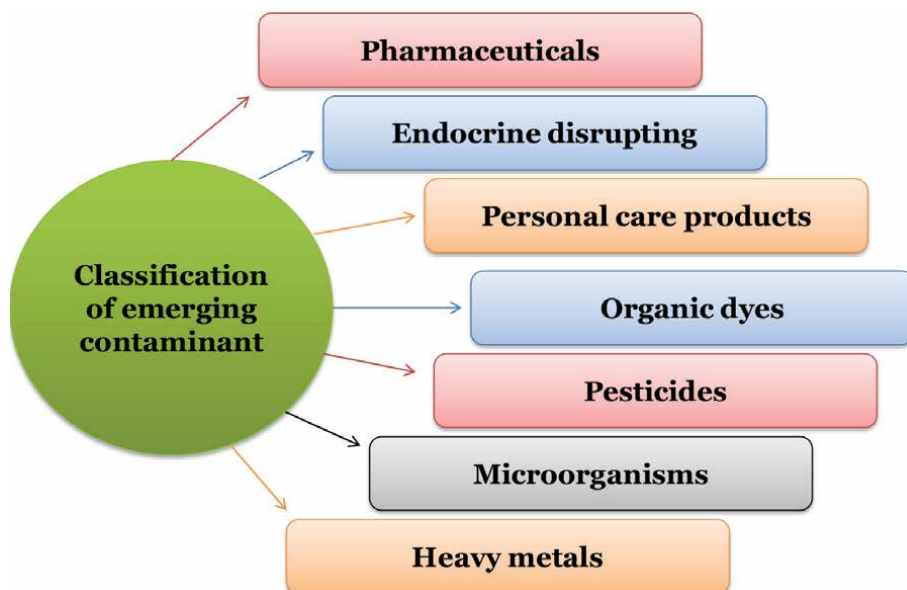 Pharmaceuticals
Endocrine disrupting
Personal care products
Classification
of emerging
contaminant
Organic dyes
Pesticides
Microorganisms
Heavy metals